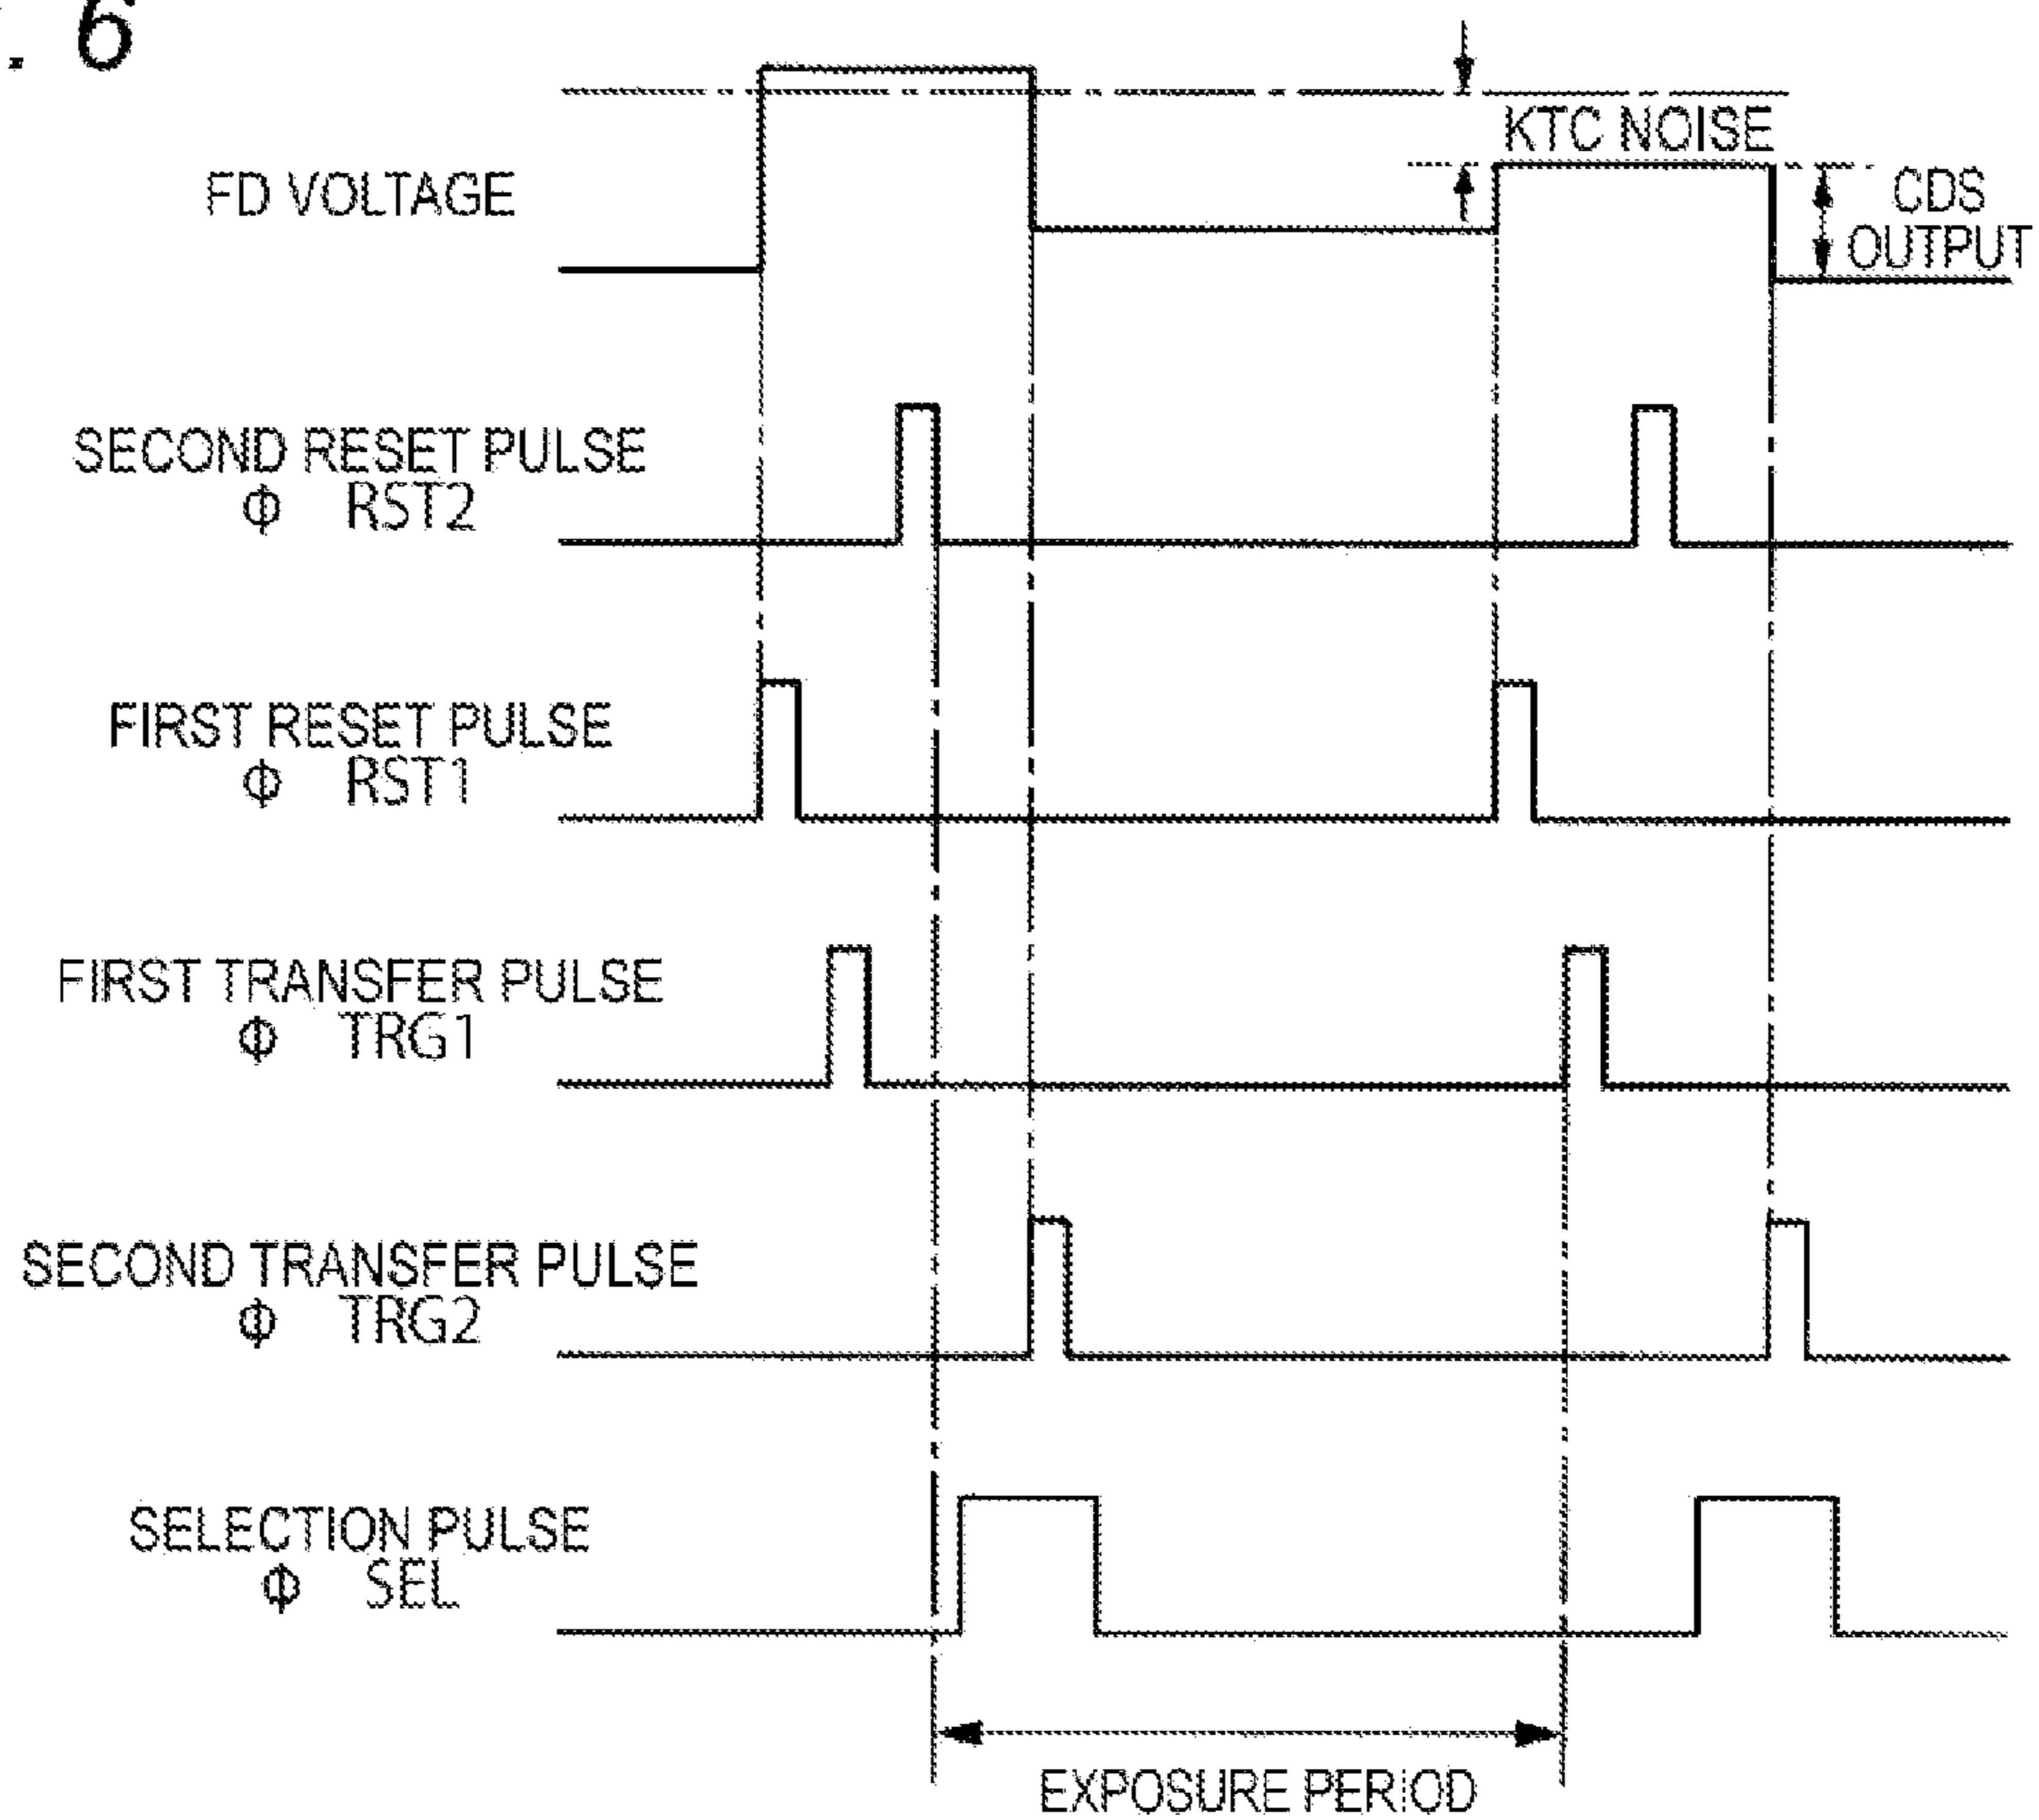 . 6
KTC NOISE
FD VOLTAGE
CDS
OUTPUT
SECOND RESET PULSE
Φ RST2
FIRST RESET PULSE
Φ RST1
FIRST TRANSFER PULSE
Φ TRG1
SECOND TRANSFER PULSE
Φ TRG2
SELECTION PULSE
Φ SEL
EXPOSURE PERIOD